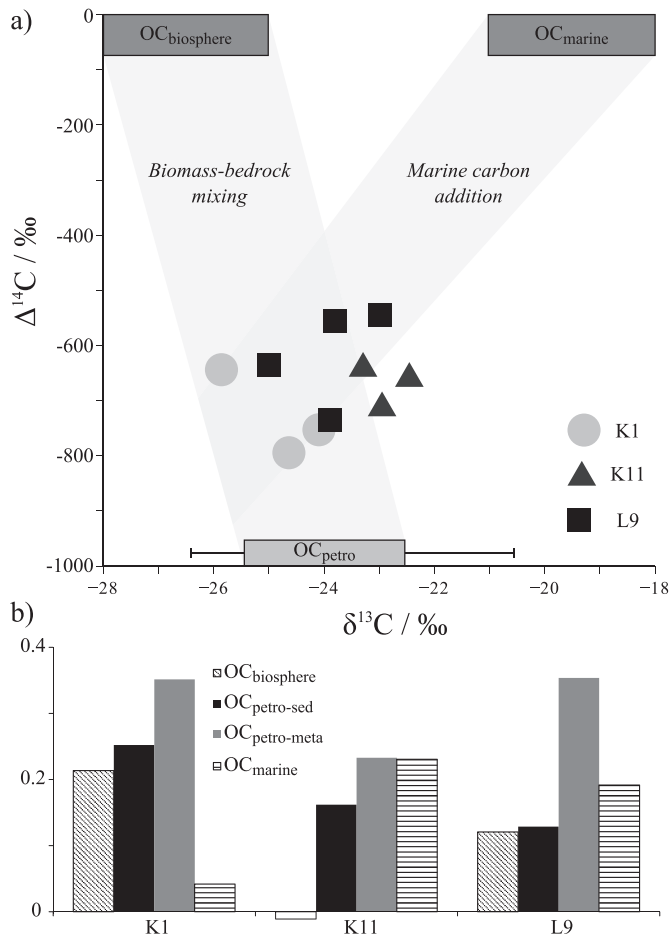 a)
0
OCbiosphere
OCmarine
-200
Biomass-bedrock
mixing
Marine carbon
addition
-400
Δ14C / ‰
-600
K1
-800
K11
L9
OCpetro
-1000
−28
−26
−24
−22
−20
−18
δ13C / ‰
b)
0.4
OCbiosphere
OCpetro-sed
OCpetro-meta
OCmarine
0.2
0
K1
K11
L9